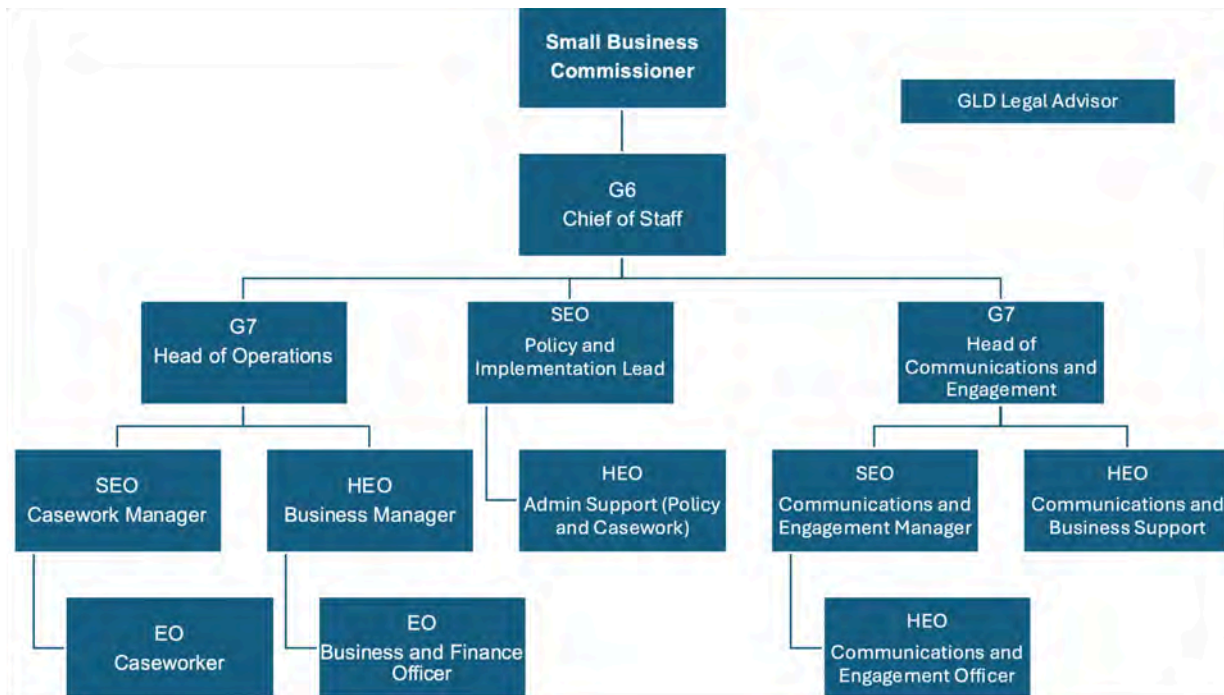 Small Business
Commissioner
GLD Legal Advisor
G6
Chief of Staff
G7
Head of Operations
SEO
Policy and
Implementation Lead
G7
Head of
Communications and
Engagement
SEO
Casework Manager
HEO
Business Manager
HEO
Admin Support (Policy
and Casework)
SEO
Communications and
Engagement Manager
HEO
Communications and
Business Support
EO
Caseworker
EO
Business and Finance
Officer
HEO
Communications and
Engagement Officer